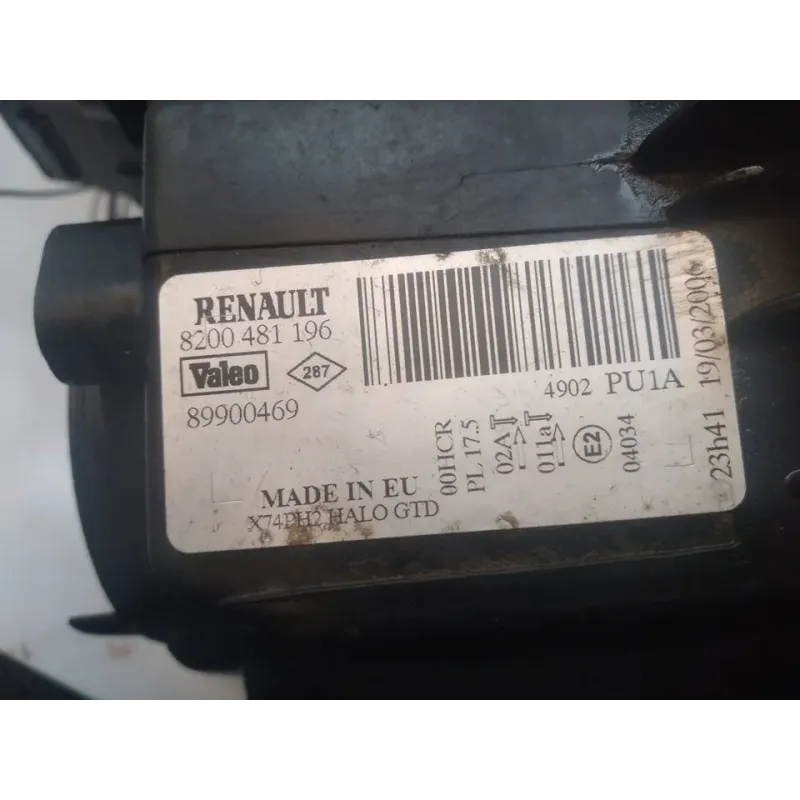 RENAULT
8200 481 196
Valeo
287
89900469
4902 PU1A
MADE IN EU
X74PH2 HALO GTD
00HCR
PL 17.5
02A
011a
E2
04034
23h41 19/03/2006